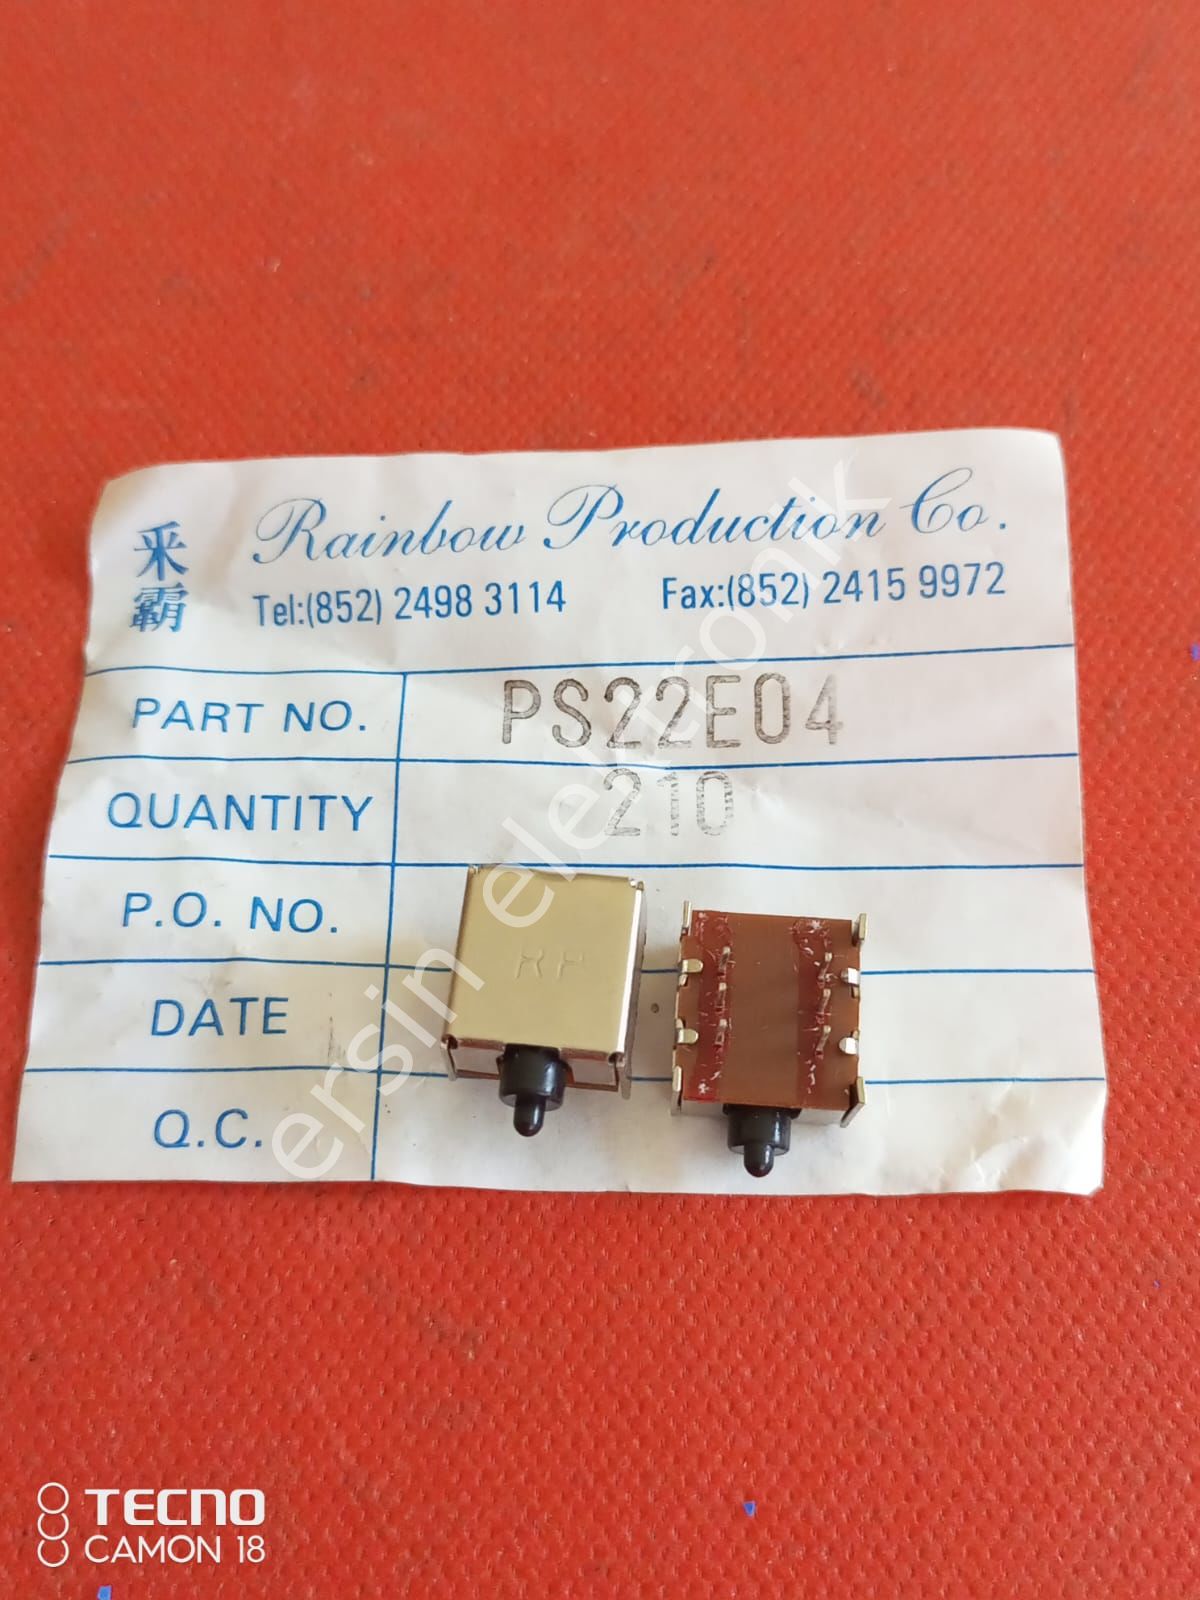 采霸
Rainbow Production Co.
Tel:(852) 2498 3114 Fax:(852) 2415 9972
PART NO. PS22E04
QUANTITY 210
P.O. NO.
DATE
Q.C.
ersin elektronik
TECNO
CAMON 18